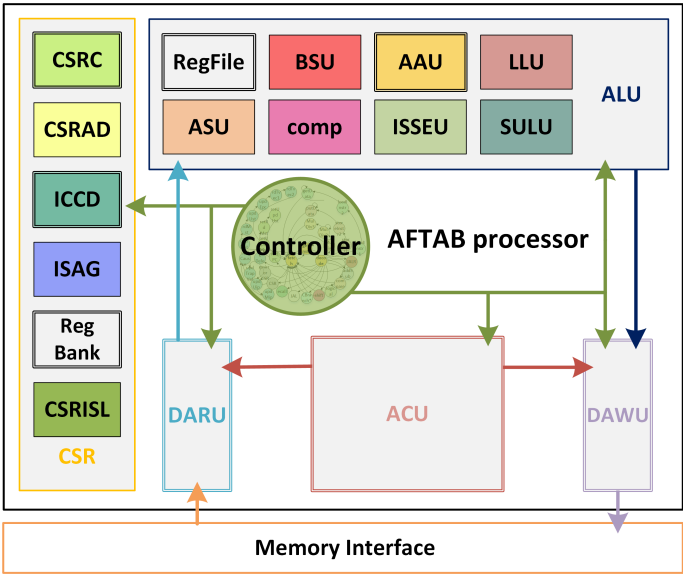 CSRC
CSRAD
ICCD
ISAG
Reg
Bank
CSRISL
CSR
RegFile
BSU
AAU
LLU
ASU
comp
ISSEU
SULU
ALU
Controller
AFTAB processor
DARU
ACU
DAWU
Memory Interface